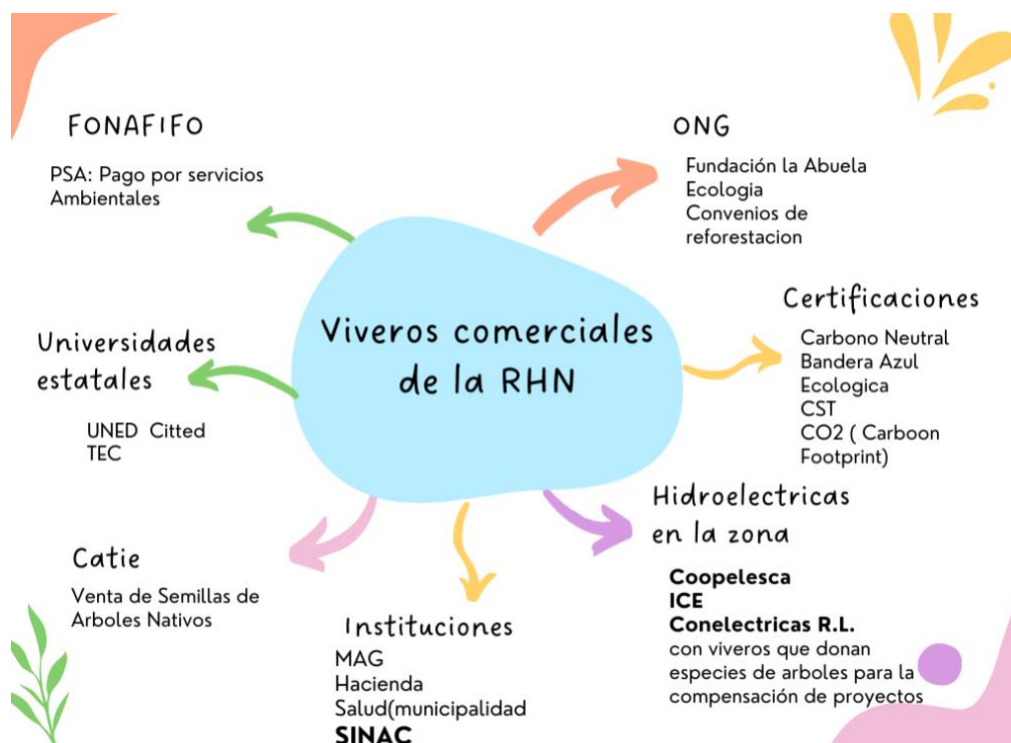 FONAFIFO
PSA: Pago por servicios
Ambientales
ONG
Fundación la Abuela
Ecologia
Convenios de
reforestacion
Viveros comerciales
de la RHN
Certificaciones
Carbono Neutral
Bandera Azul
Ecologica
CST
CO2 ( Carboon
Footprint)
Universidades
estatales
UNED Citted
TEC
Hidroelectricas
en la zona
Coopelesca
ICE
Conelectricas R.L.
con viveros que donan
especies de arboles para la
compensación de proyectos
Catie
Venta de Semillas de
Arboles Nativos
Instituciones
MAG
Hacienda
Salud(municipalidad
SINAC